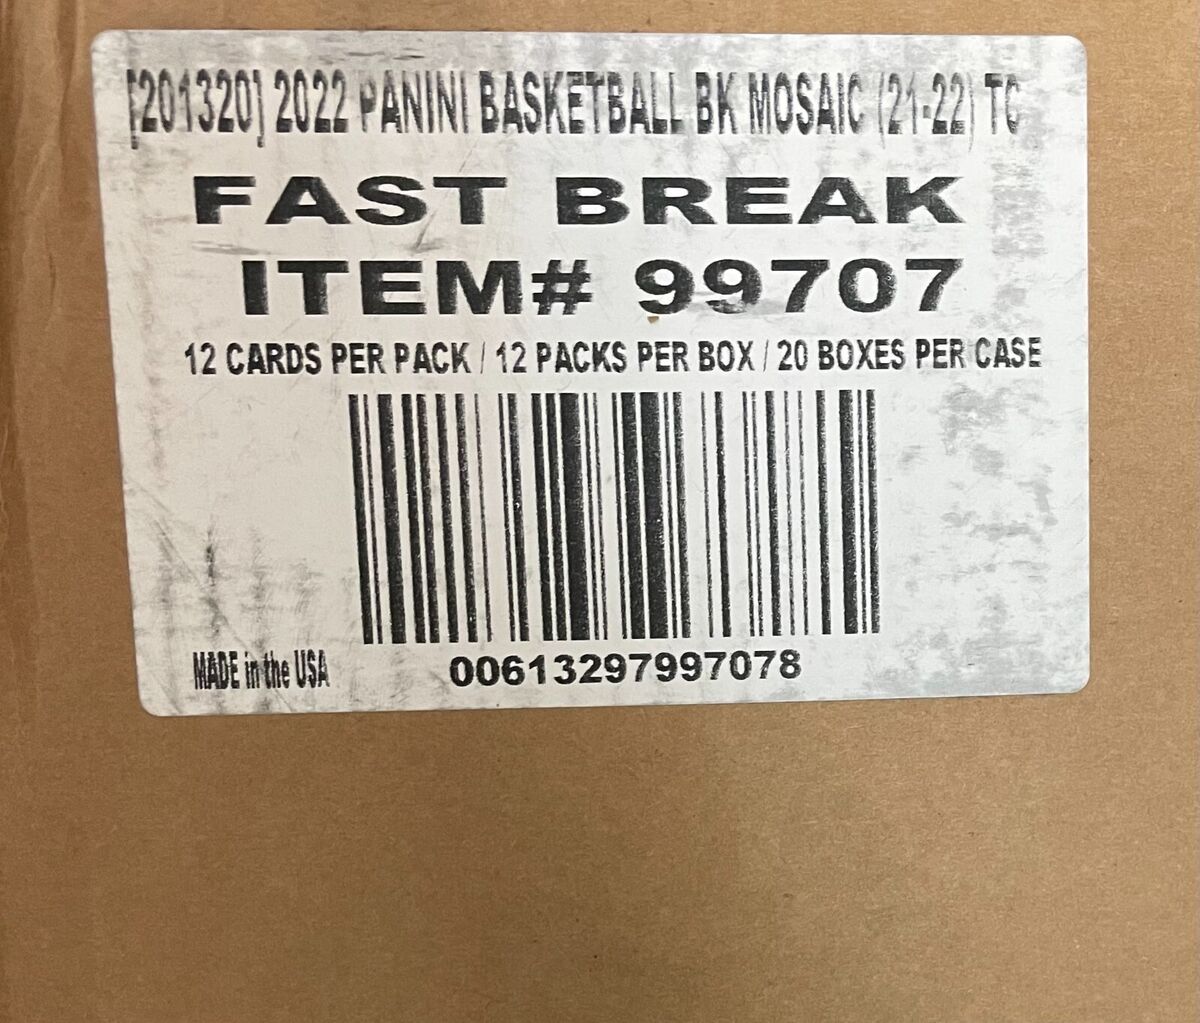 [201320] 2022 PANINI BASKETBALL BK MOSAIC (21-22) TC
FAST BREAK
ITEM# 99707
12 CARDS PER PACK / 12 PACKS PER BOX / 20 BOXES PER CASE
MADE in the USA
00613297997078